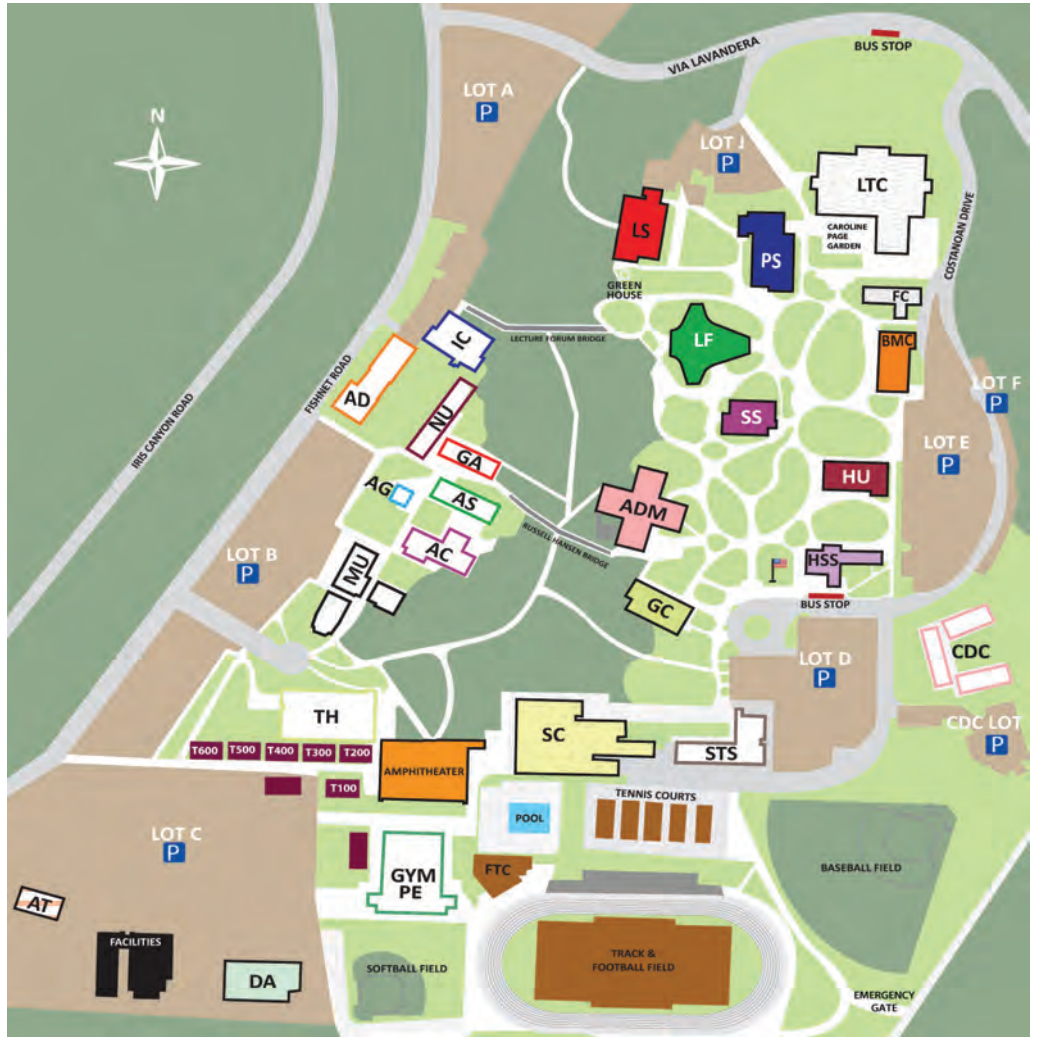 VIA LAVANDERA
BUS STOP
LOT A
P
N
LOT J
P
LTC
LS
CAROLINE
PAGE
GARDEN
COSTANOAN DRIVE
PS
GREEN
HOUSE
FC
IC
LECTURE FORUM BRIDGE
LF
BMC
FISHNET ROAD
IRIS CANYON ROAD
AD
LOT F
P
NU
SS
LOT E
P
GA
HU
AG
AS
ADM
RUSSELL HANSEN BRIDGE
AC
LOT B
P
MU
HSS
BUS STOP
GC
CDC
LOT D
P
TH
SC
STS
CDC LOT
P
T600
T500
T400
T300
T200
AMPHITHEATER
T100
TENNIS COURTS
POOL
LOT C
P
GYM
PE
FTC
BASEBALL FIELD
AT
FACILITIES
TRACK &
FOOTBALL FIELD
SOFTBALL FIELD
DA
EMERGENCY
GATE